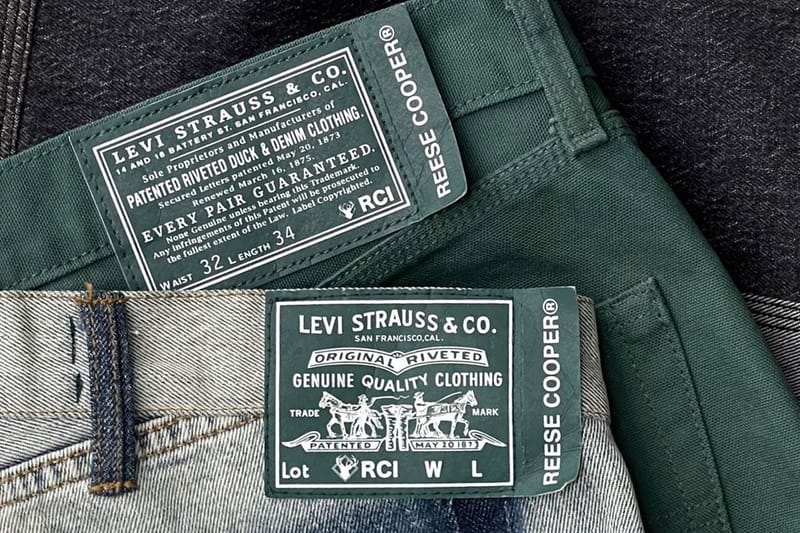 LEVI STRAUSS & CO.
14 AND 16 BATTERY ST. SAN FRANCISCO, CAL.
Sole Proprietors and Manufacturers of
PATENTED RIVETED DUCK & DENIM CLOTHING.
Secured Letters patented May 20, 1873
Renewed March 16, 1875.
EVERY PAIR GUARANTEED.
None Genuine unless bearing this Trademark.
Any infringements of this Patent will be prosecuted to
the fullest extent of the Law. Label Copyrighted.
RCI
WAIST 32 LENGTH 34
REESE COOPER®
LEVI STRAUSS & CO.
SAN FRANCISCO, CAL.
ORIGINAL RIVETED
GENUINE QUALITY CLOTHING
TRADE MARK
PATENTED MAY 20 187
Lot RCI W L
REESE COOPER®